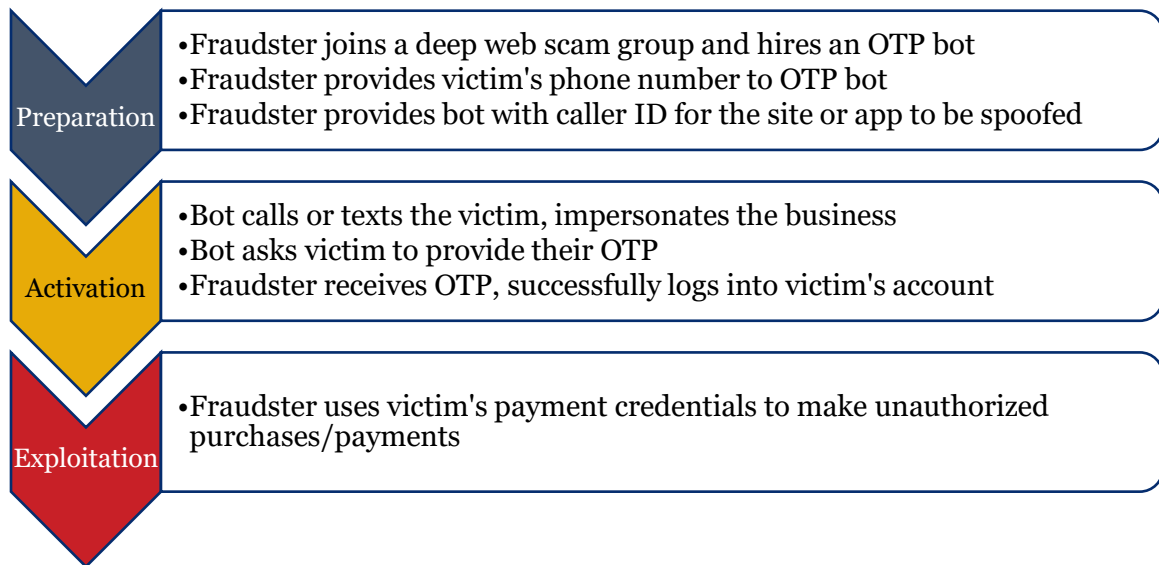 Preparation
•Fraudster joins a deep web scam group and hires an OTP bot
•Fraudster provides victim's phone number to OTP bot
•Fraudster provides bot with caller ID for the site or app to be spoofed
Activation
•Bot calls or texts the victim, impersonates the business
•Bot asks victim to provide their OTP
•Fraudster receives OTP, successfully logs into victim's account
Exploitation
•Fraudster uses victim's payment credentials to make unauthorized
purchases/payments